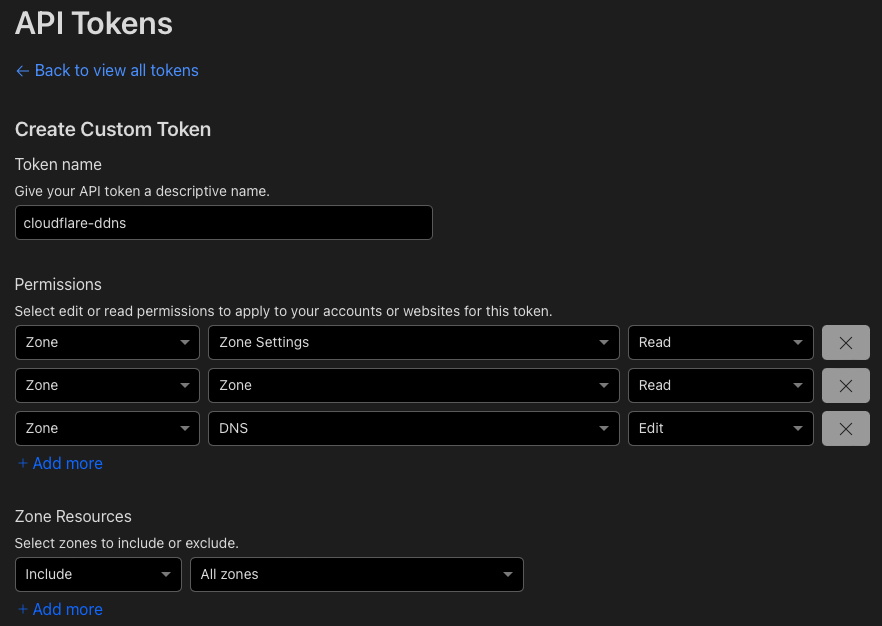 API Tokens
← Back to view all tokens
Create Custom Token
Token name
Give your API token a descriptive name.
cloudflare-ddns
Permissions
Select edit or read permissions to apply to your accounts or websites for this token.
Zone Zone Settings Read
Zone Zone Read
Zone DNS Edit
+ Add more
Zone Resources
Select zones to include or exclude.
Include All zones
+ Add more